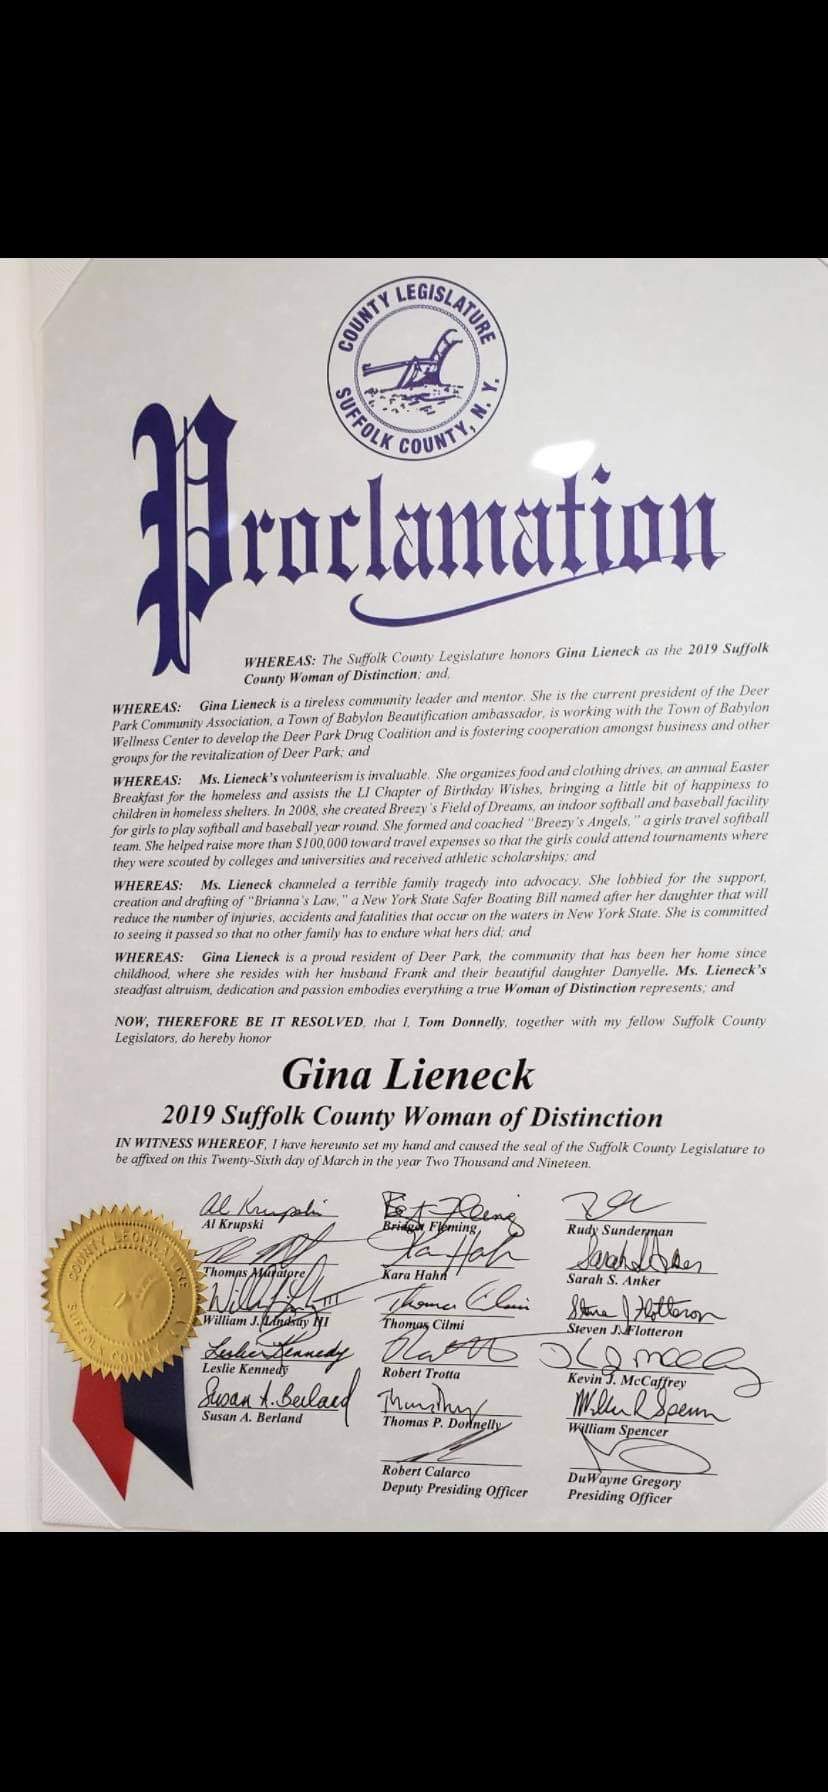 COUNTY LEGISLATURE
SUFFOLK COUNTY, N. Y.
Proclamation
WHEREAS: The Suffolk County Legislature honors Gina Lieneck as the 2019 Suffolk
County Woman of Distinction; and,
WHEREAS: Gina Lieneck is a tireless community leader and mentor. She is the current president of the Deer
Park Community Association, a Town of Babylon Beautification ambassador, is working with the Town of Babylon
Wellness Center to develop the Deer Park Drug Coalition and is fostering cooperation amongst business and other
groups for the revitalization of Deer Park; and
WHEREAS: Ms. Lieneck's volunteerism is invaluable. She organizes food and clothing drives, an annual Easter
Breakfast for the homeless and assists the LI Chapter of Birthday Wishes, bringing a little bit of happiness to
children in homeless shelters. In 2008, she created Breezy's Field of Dreams, an indoor softball and baseball facility
for girls to play softball and baseball year round. She formed and coached "Breezy's Angels," a girls travel softball
team. She helped raise more than $100,000 toward travel expenses so that the girls could attend tournaments where
they were scouted by colleges and universities and received athletic scholarships; and
WHEREAS: Ms. Lieneck channeled a terrible family tragedy into advocacy. She lobbied for the support,
creation and drafting of "Brianna's Law," a New York State Safer Boating Bill named after her daughter that will
reduce the number of injuries, accidents and fatalities that occur on the waters in New York State. She is committed
to seeing it passed so that no other family has to endure what hers did; and
WHEREAS: Gina Lieneck is a proud resident of Deer Park, the community that has been her home since
childhood, where she resides with her husband Frank and their beautiful daughter Danyelle. Ms. Lieneck's
steadfast altruism, dedication and passion embodies everything a true Woman of Distinction represents; and
NOW, THEREFORE BE IT RESOLVED, that I, Tom Donnelly, together with my fellow Suffolk County
Legislators, do hereby honor
Gina Lieneck
2019 Suffolk County Woman of Distinction
IN WITNESS WHEREOF, I have hereunto set my hand and caused the seal of the Suffolk County Legislature to
be affixed on this Twenty-Sixth day of March in the year Two Thousand and Nineteen.
Al Krupski
Al Krupski Bridget Fleming Rudy Sunderman
Kara Hahn Sarah S. Anker
Thomas Muratore Kara Hahn Sarah S. Anker
Thomas Cilmi Steve J Flotteron
William J. Lindsay III Thomas Cilmi Steven J. Flotteron
Leslie Kennedy
Leslie Kennedy Robert Trotta Kevin J. McCaffrey
Susan A. Berland William R Spencer
Susan A. Berland Thomas P. Donnelly William Spencer
Robert Calarco DuWayne Gregory
Deputy Presiding Officer Presiding Officer
COUNTY LEGISLATURE
SUFFOLK COUNTY